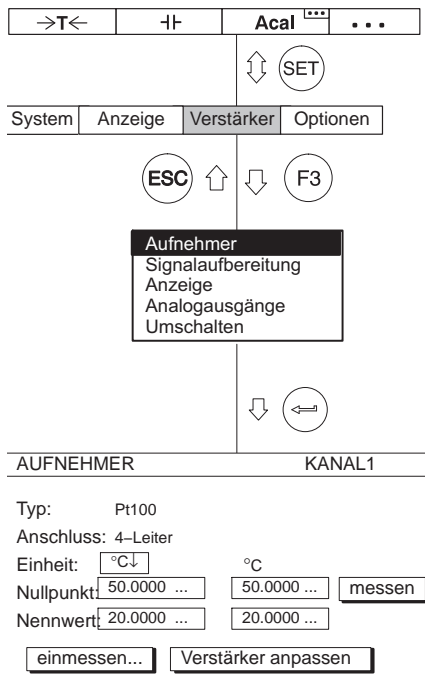 →T← ⊣⊢ Acal ... ...
SET
System Anzeige Verstärker Optionen
ESC F3
Aufnehmer
Signalaufbereitung
Anzeige
Analogausgänge
Umschalten
AUFNEHMER KANAL1
Typ: Pt100
Anschluss: 4–Leiter
Einheit: °C↓ °C
Nullpunkt: 50.0000 ... 50.0000 ... messen
Nennwert: 20.0000 ... 20.0000 ...
einmessen... Verstärker anpassen